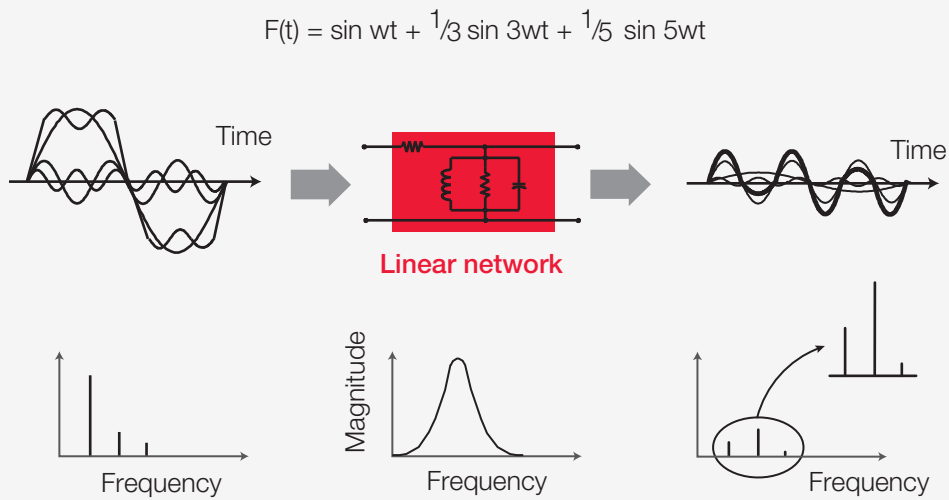 F(t) = sin wt + 1/3 sin 3wt + 1/5 sin 5wt
Time
Time
Linear network
Magnitude
Frequency
Frequency
Frequency